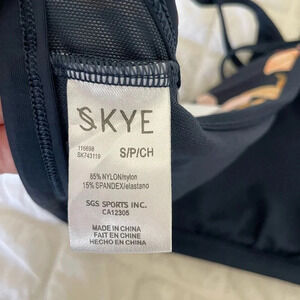 SKYE
116698
SK743119
S/P/CH
85% NYLON/nylon
15% SPANDEX/elastano
SGS SPORTS INC.
CA12305
MADE IN CHINA
FAIT EN CHINE
HECHO EN CHINA